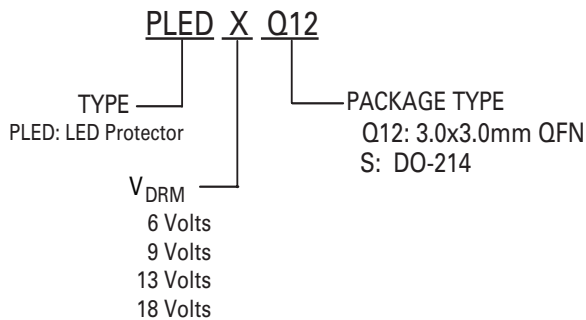 PLED X Q12
TYPE
PLED: LED Protector
PACKAGE TYPE
Q12: 3.0x3.0mm QFN
S: DO-214
VDRM
6 Volts
9 Volts
13 Volts
18 Volts